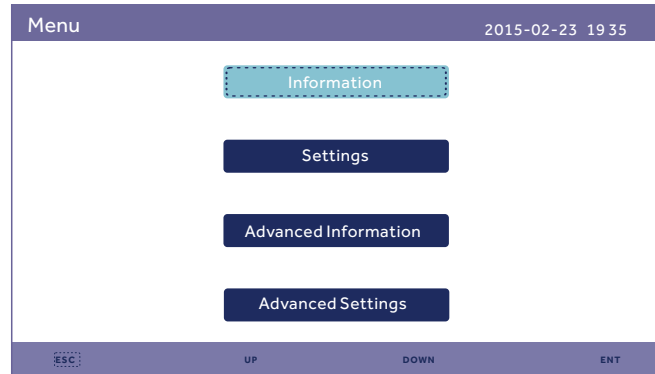 Menu 2015-02-23 19 35
Information
Settings
Advanced Information
Advanced Settings
ESC UP DOWN ENT